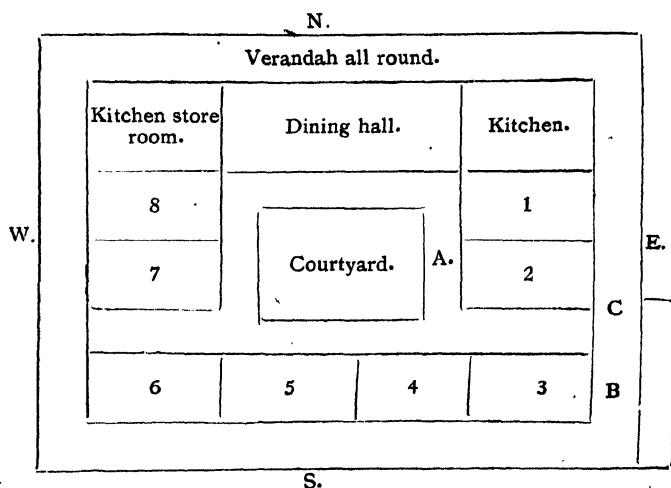 N.
Verandah all round.
Kitchen store
room.
Dining hall.
Kitchen.
8
1
W.
E.
7
Courtyard.
A.
2
C
6
5
4
3
B
S.